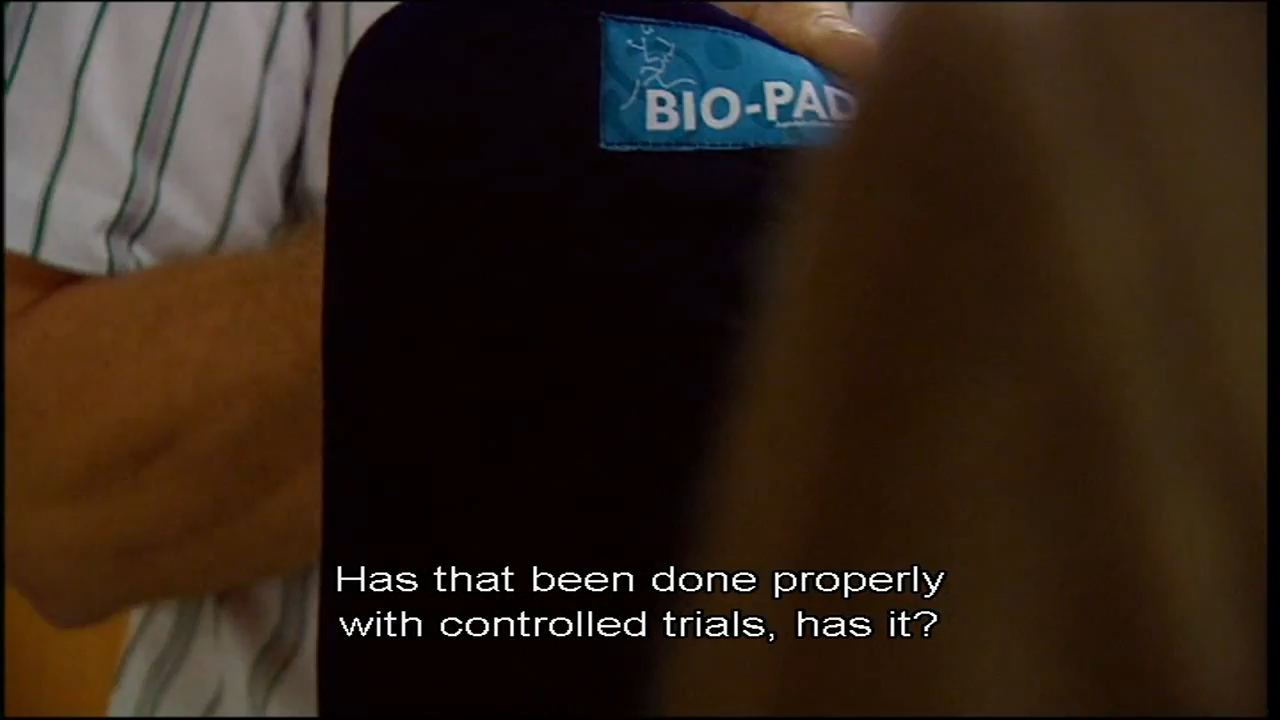 BIO-PAD
Has that been done properly
with controlled trials, has it?